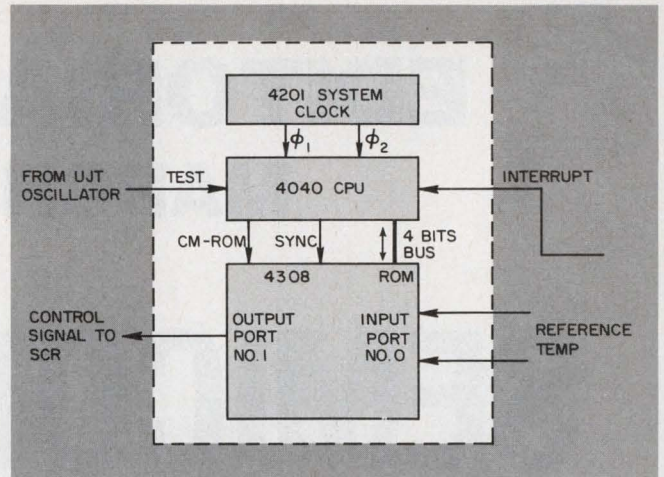 4201 SYSTEM
CLOCK
ϕ1 ϕ2
FROM UJT
OSCILLATOR
TEST
4040 CPU
INTERRUPT
CM-ROM SYNC 4 BITS
BUS
4308 ROM
CONTROL
SIGNAL TO
SCR
OUTPUT
PORT
NO.1
INPUT
PORT
NO.0
REFERENCE
TEMP